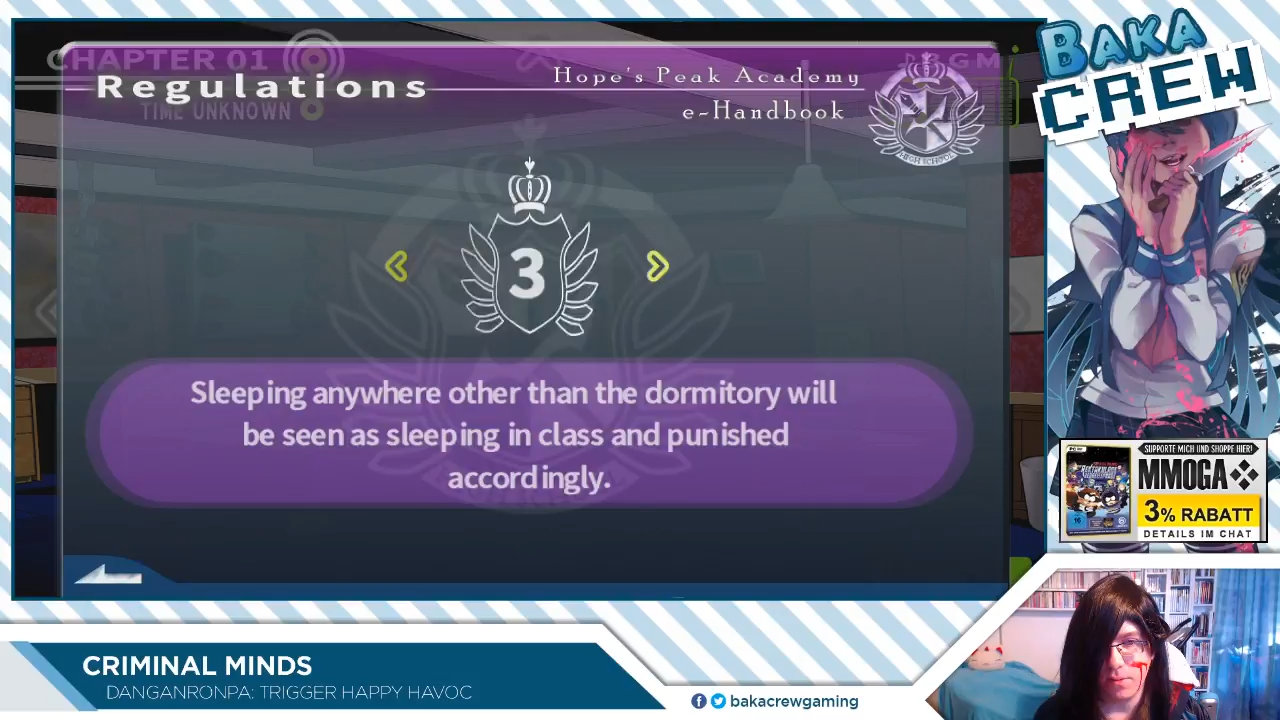 CHAPTER 01
Regulations
TIME UNKNOWN
Hope's Peak Academy
e-Handbook
HIGH SCHOOL
3
Sleeping anywhere other than the dormitory will
be seen as sleeping in class and punished
accordingly.
BAKA
CREW
SUPPORTE MICH UND SHOPPE HIER!
MMOGA
3% RABATT
DETAILS IM CHAT
CRIMINAL MINDS
DANGANRONPA: TRIGGER HAPPY HAVOC
bakacrewgaming